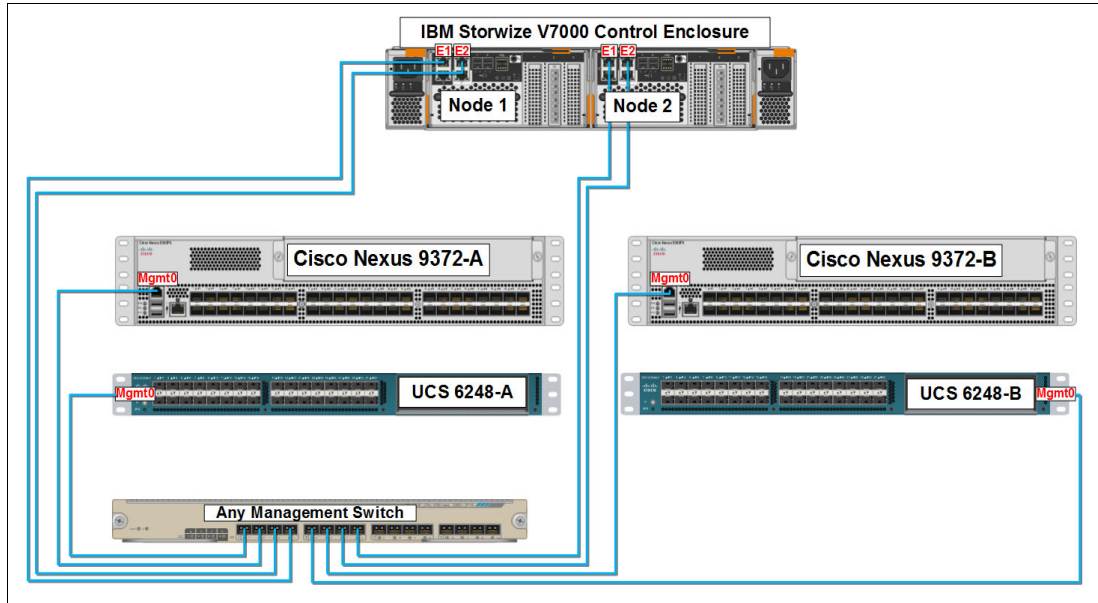 IBM Storwize V7000 Control Enclosure
E1 E2 E1 E2
Node 1 Node 2
Cisco Nexus 9372-A Cisco Nexus 9372-B
Mgmt0 Mgmt0
Mgmt0 UCS 6248-A UCS 6248-B Mgmt0
Any Management Switch